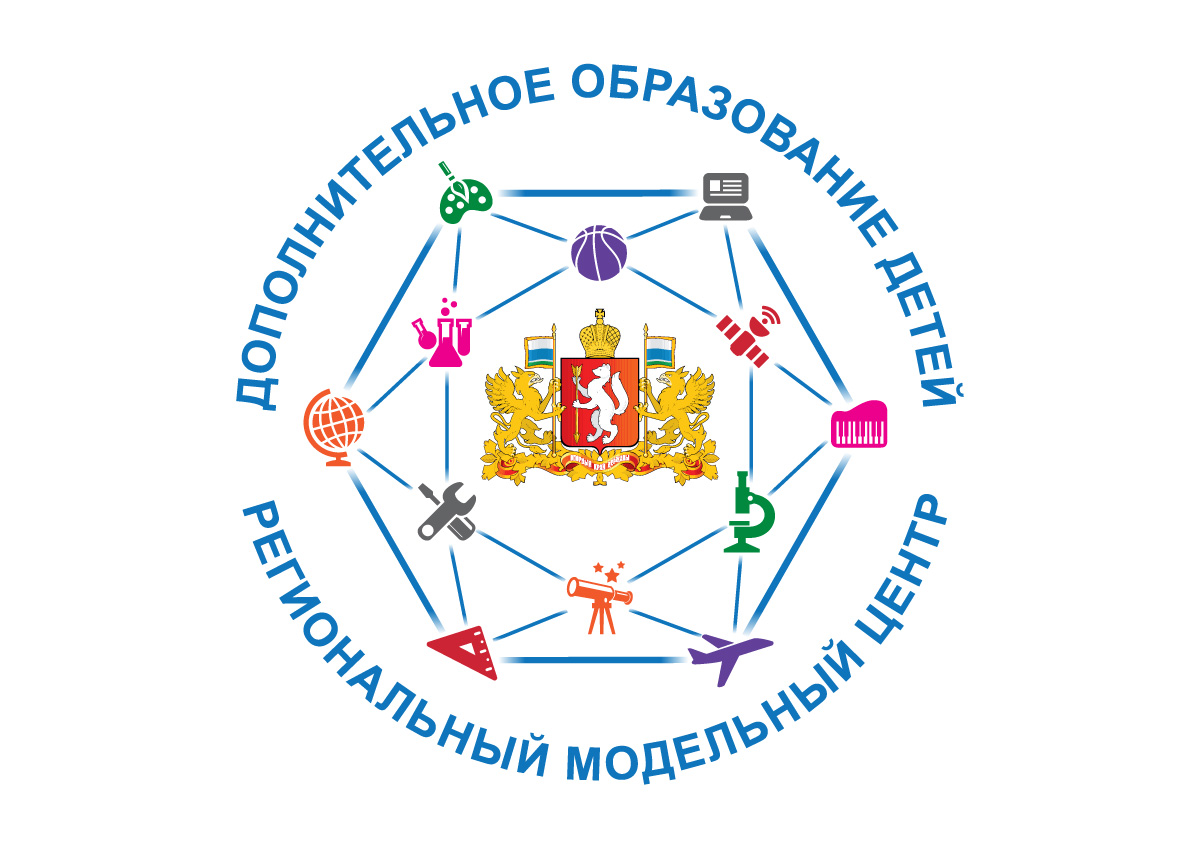 ДОПОЛНИТЕЛЬНОЕ ОБРАЗОВАНИЕ ДЕТЕЙ
РЕГИОНАЛЬНЫЙ МОДЕЛЬНЫЙ ЦЕНТР